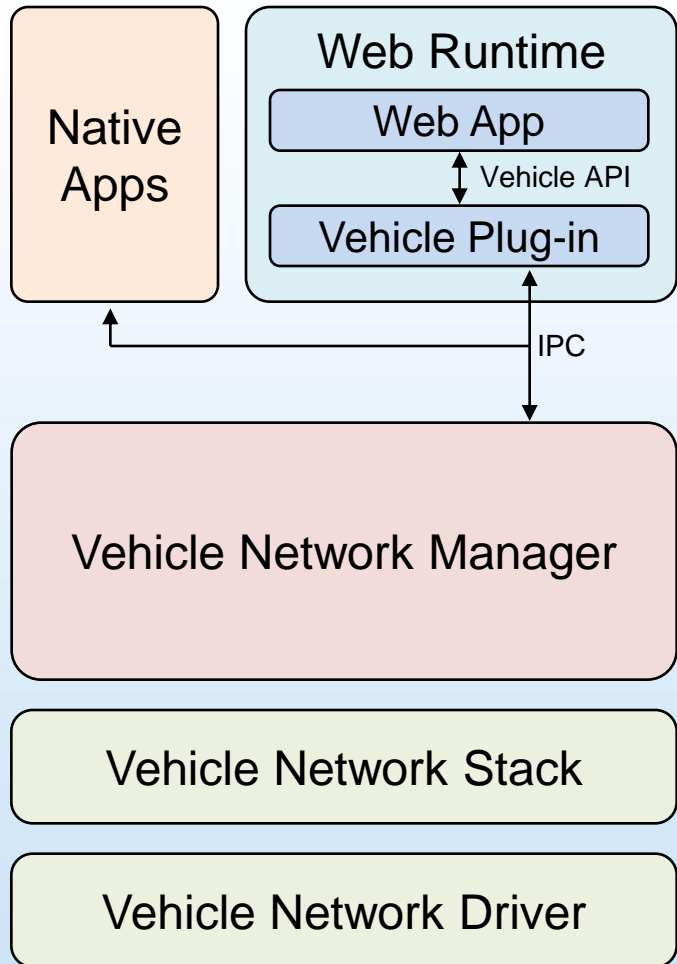 Native
Apps
Web Runtime
Web App
Vehicle API
Vehicle Plug-in
IPC
Vehicle Network Manager
Vehicle Network Stack
Vehicle Network Driver